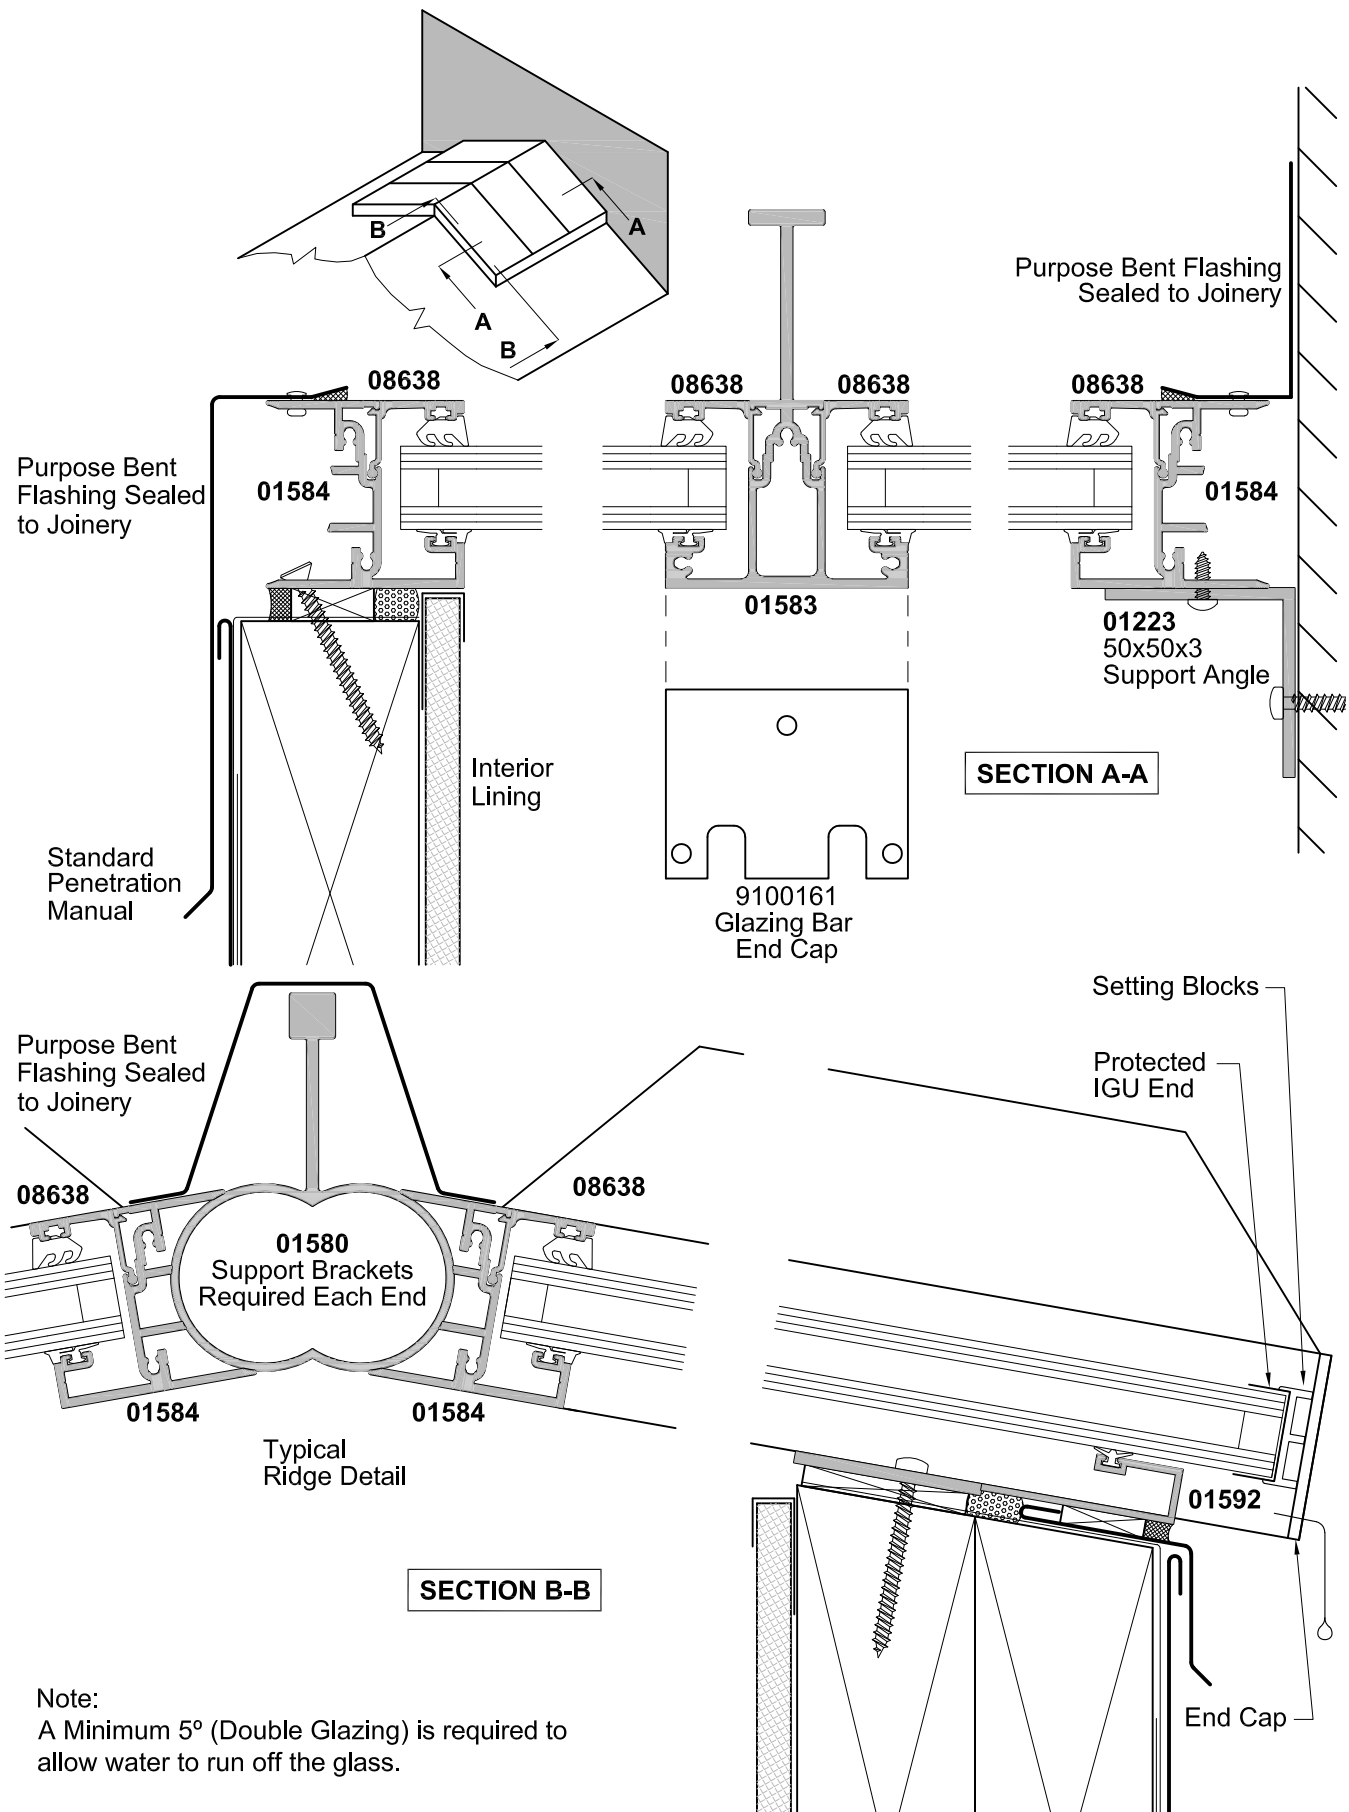 B
A
A
B
Purpose Bent Flashing
Sealed to Joinery
08638
08638
08638
08638
Purpose Bent
Flashing Sealed
to Joinery
01584
01584
01583
01223
50x50x3
Support Angle
Interior
Lining
SECTION A-A
Standard
Penetration
Manual
9100161
Glazing Bar
End Cap
Setting Blocks
Purpose Bent
Flashing Sealed
to Joinery
Protected
IGU End
08638
08638
01580
Support Brackets
Required Each End
01584
01584
Typical
Ridge Detail
01592
SECTION B-B
Note:
A Minimum 5º (Double Glazing) is required to
allow water to run off the glass.
End Cap